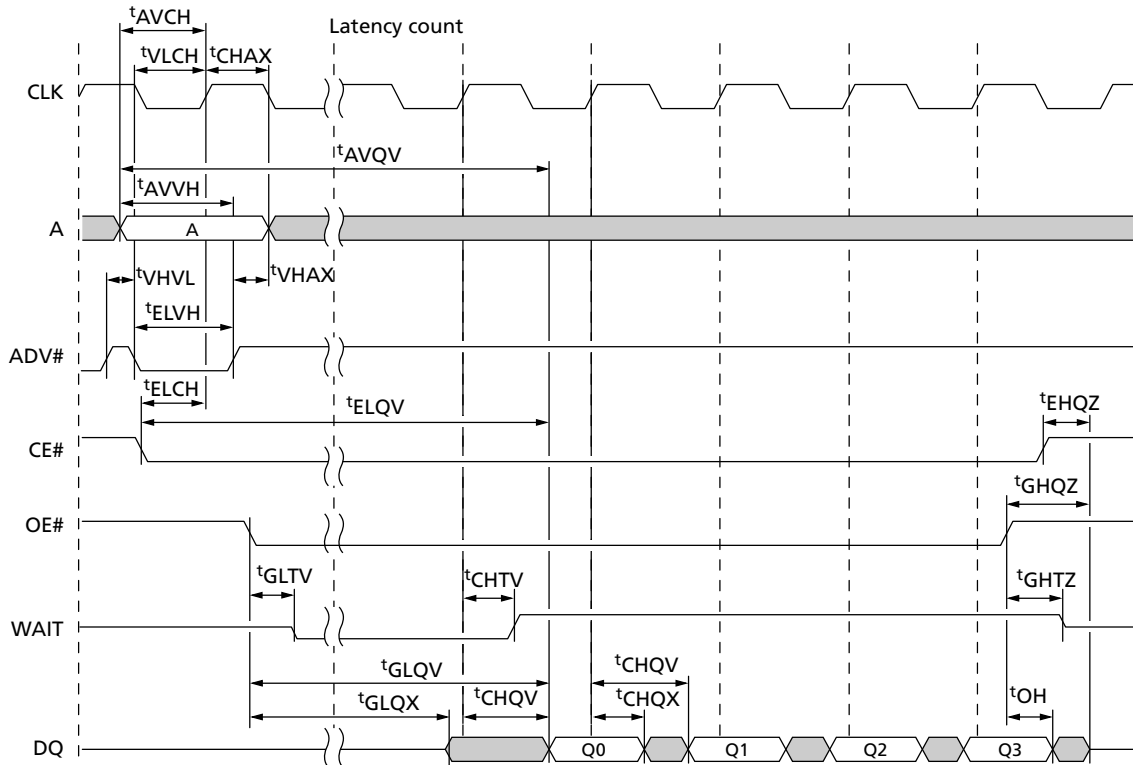 tAVCH
Latency count
tVLCH tCHAX
CLK
tAVQV
tAVVH
A A
tVHVL tVHAX
tELVH
ADV#
tELCH
tELQV tEHQZ
CE#
tGHQZ
OE#
tGLTV tCHTV tGHTZ
WAIT
tGLQV tCHQV
tGLQX tCHQV tCHQX tOH
DQ Q0 Q1 Q2 Q3